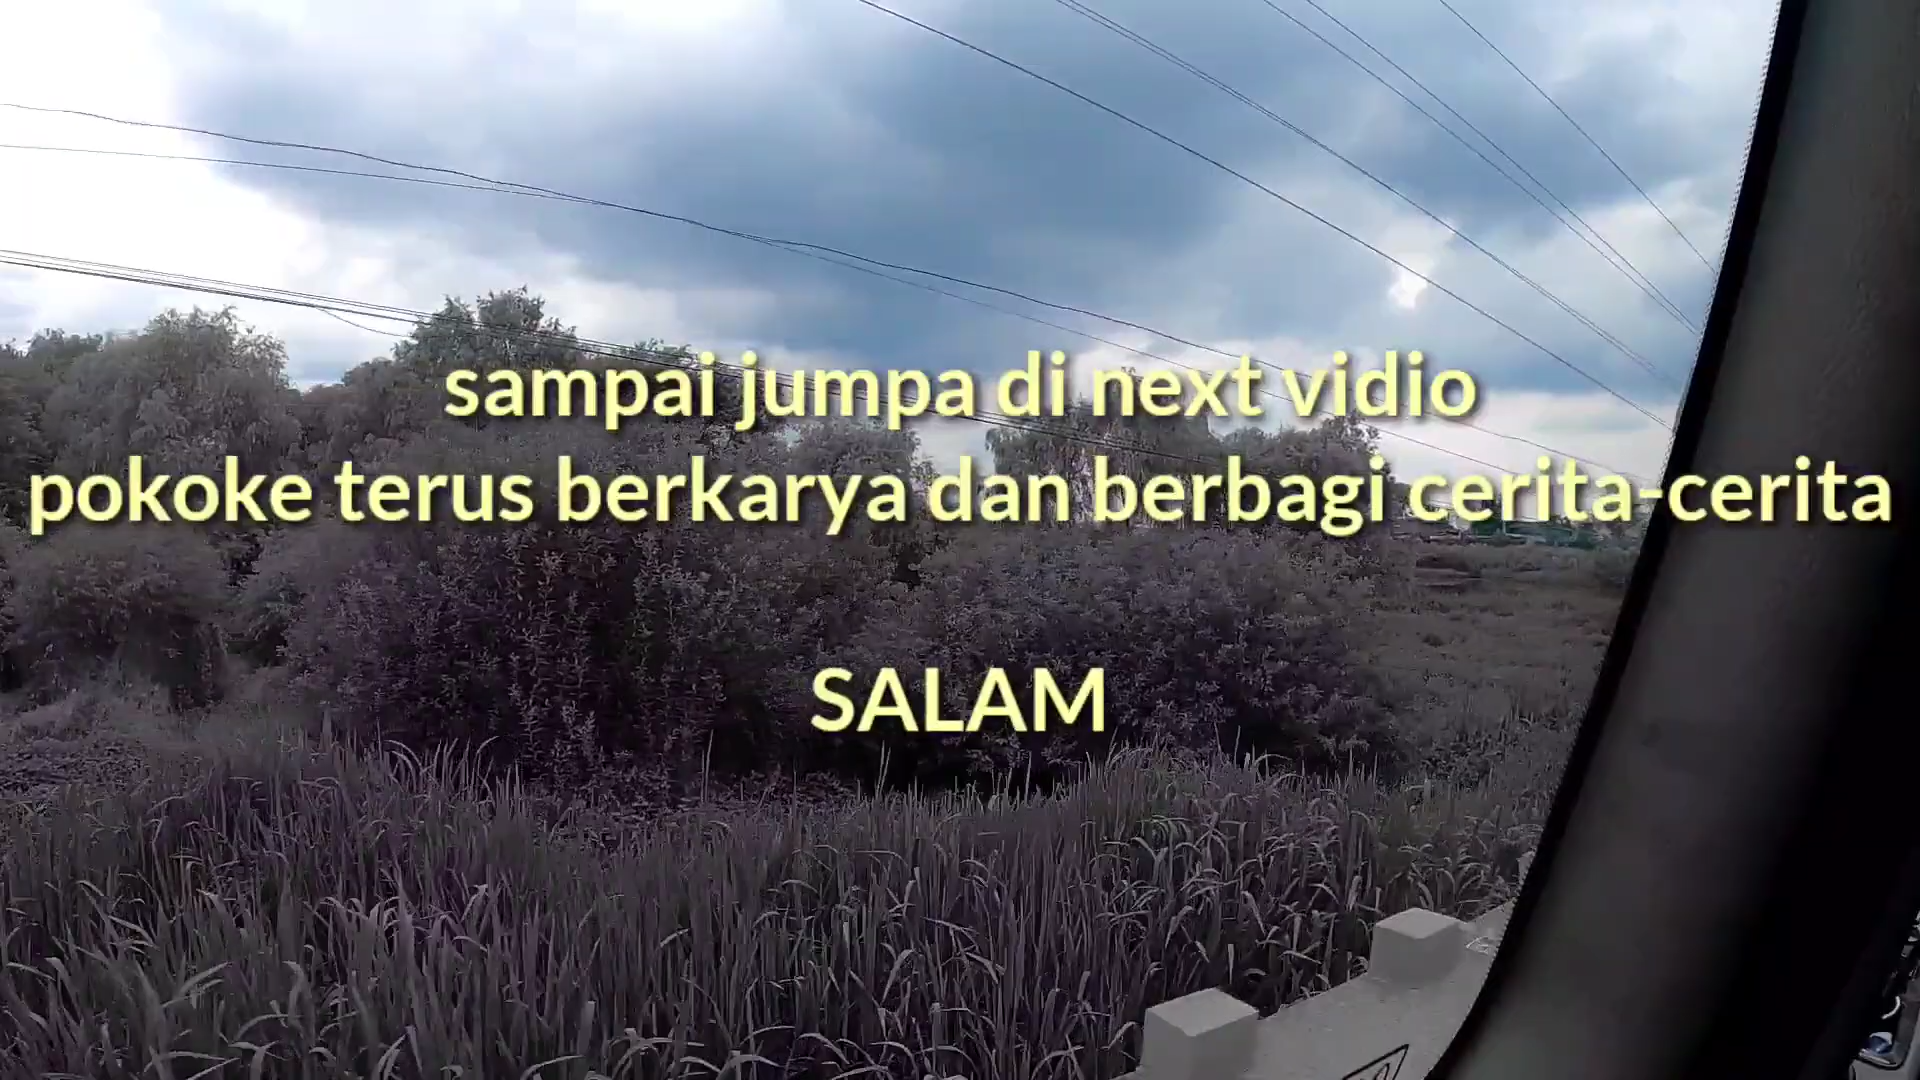 sampai jumpa di next vidio
pokoke terus berkarya dan berbagi cerita-cerita
SALAM